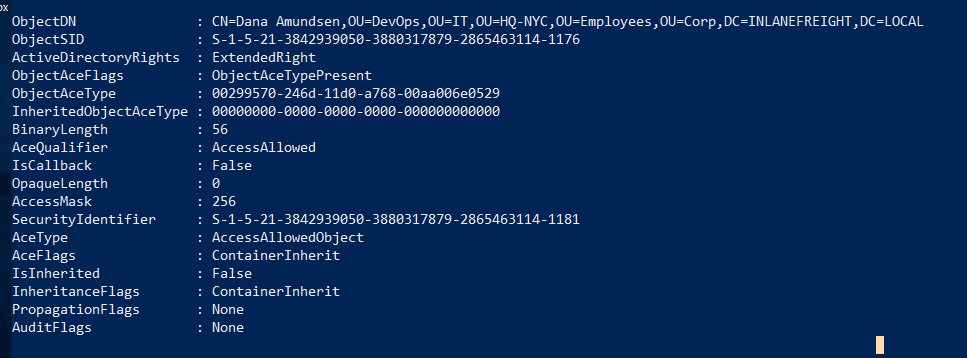 ox
ObjectDN : CN=Dana Amundsen,OU=DevOps,OU=IT,OU=HQ-NYC,OU=Employees,OU=Corp,DC=INLANEFREIGHT,DC=LOCAL
ObjectSID : S-1-5-21-3842939050-3880317879-2865463114-1176
ActiveDirectoryRights : ExtendedRight
ObjectAceFlags : ObjectAceTypePresent
ObjectAceType : 00299570-246d-11d0-a768-00aa006e0529
InheritedObjectAceType : 00000000-0000-0000-0000-000000000000
BinaryLength : 56
AceQualifier : AccessAllowed
IsCallback : False
OpaqueLength : 0
AccessMask : 256
SecurityIdentifier : S-1-5-21-3842939050-3880317879-2865463114-1181
AceType : AccessAllowedObject
AceFlags : ContainerInherit
IsInherited : False
InheritanceFlags : ContainerInherit
PropagationFlags : None
AuditFlags : None